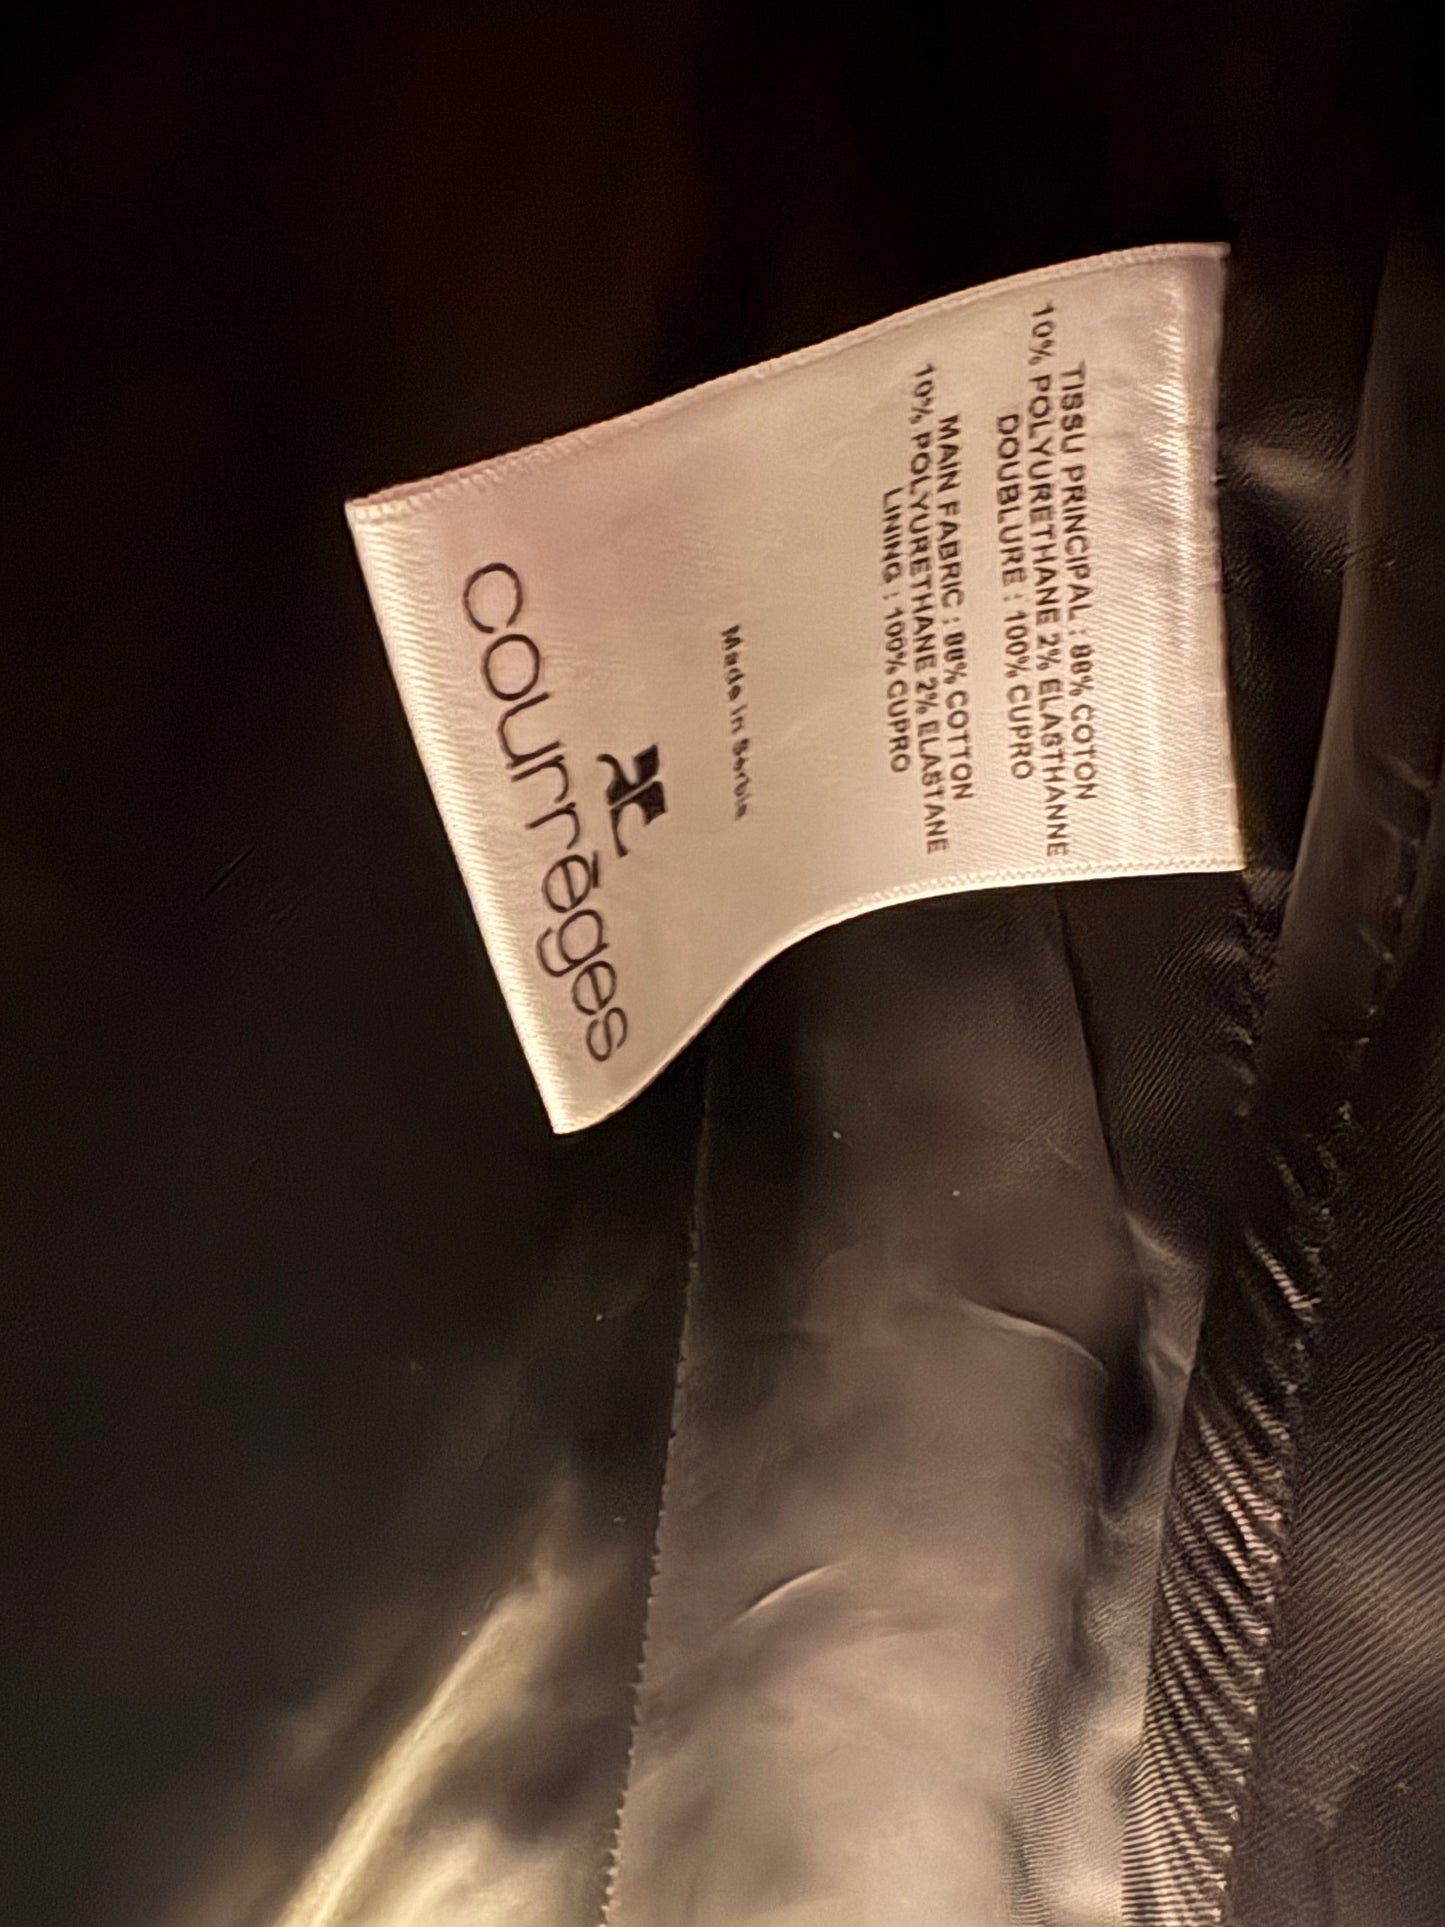 TISSU PRINCIPAL : 88% COTON
10% POLYURETHANE 2% ELASTHANNE
DOUBLURE : 100% CUPRO
MAIN FABRIC : 88% COTTON
10% POLYURETHANE 2% ELASTANE
LINING : 100% CUPRO
Made in Serbia
courrèges